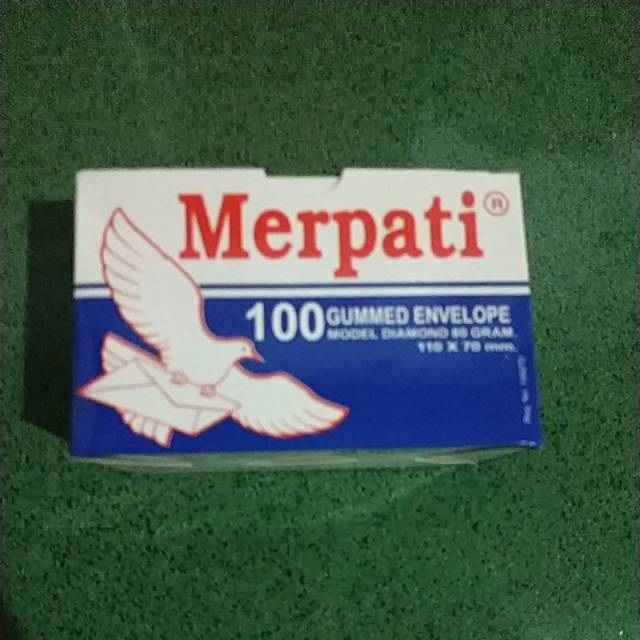 Merpati ®
100 GUMMED ENVELOPE
MODEL DIAMOND 80 GRAM.
110 X 70 mm.